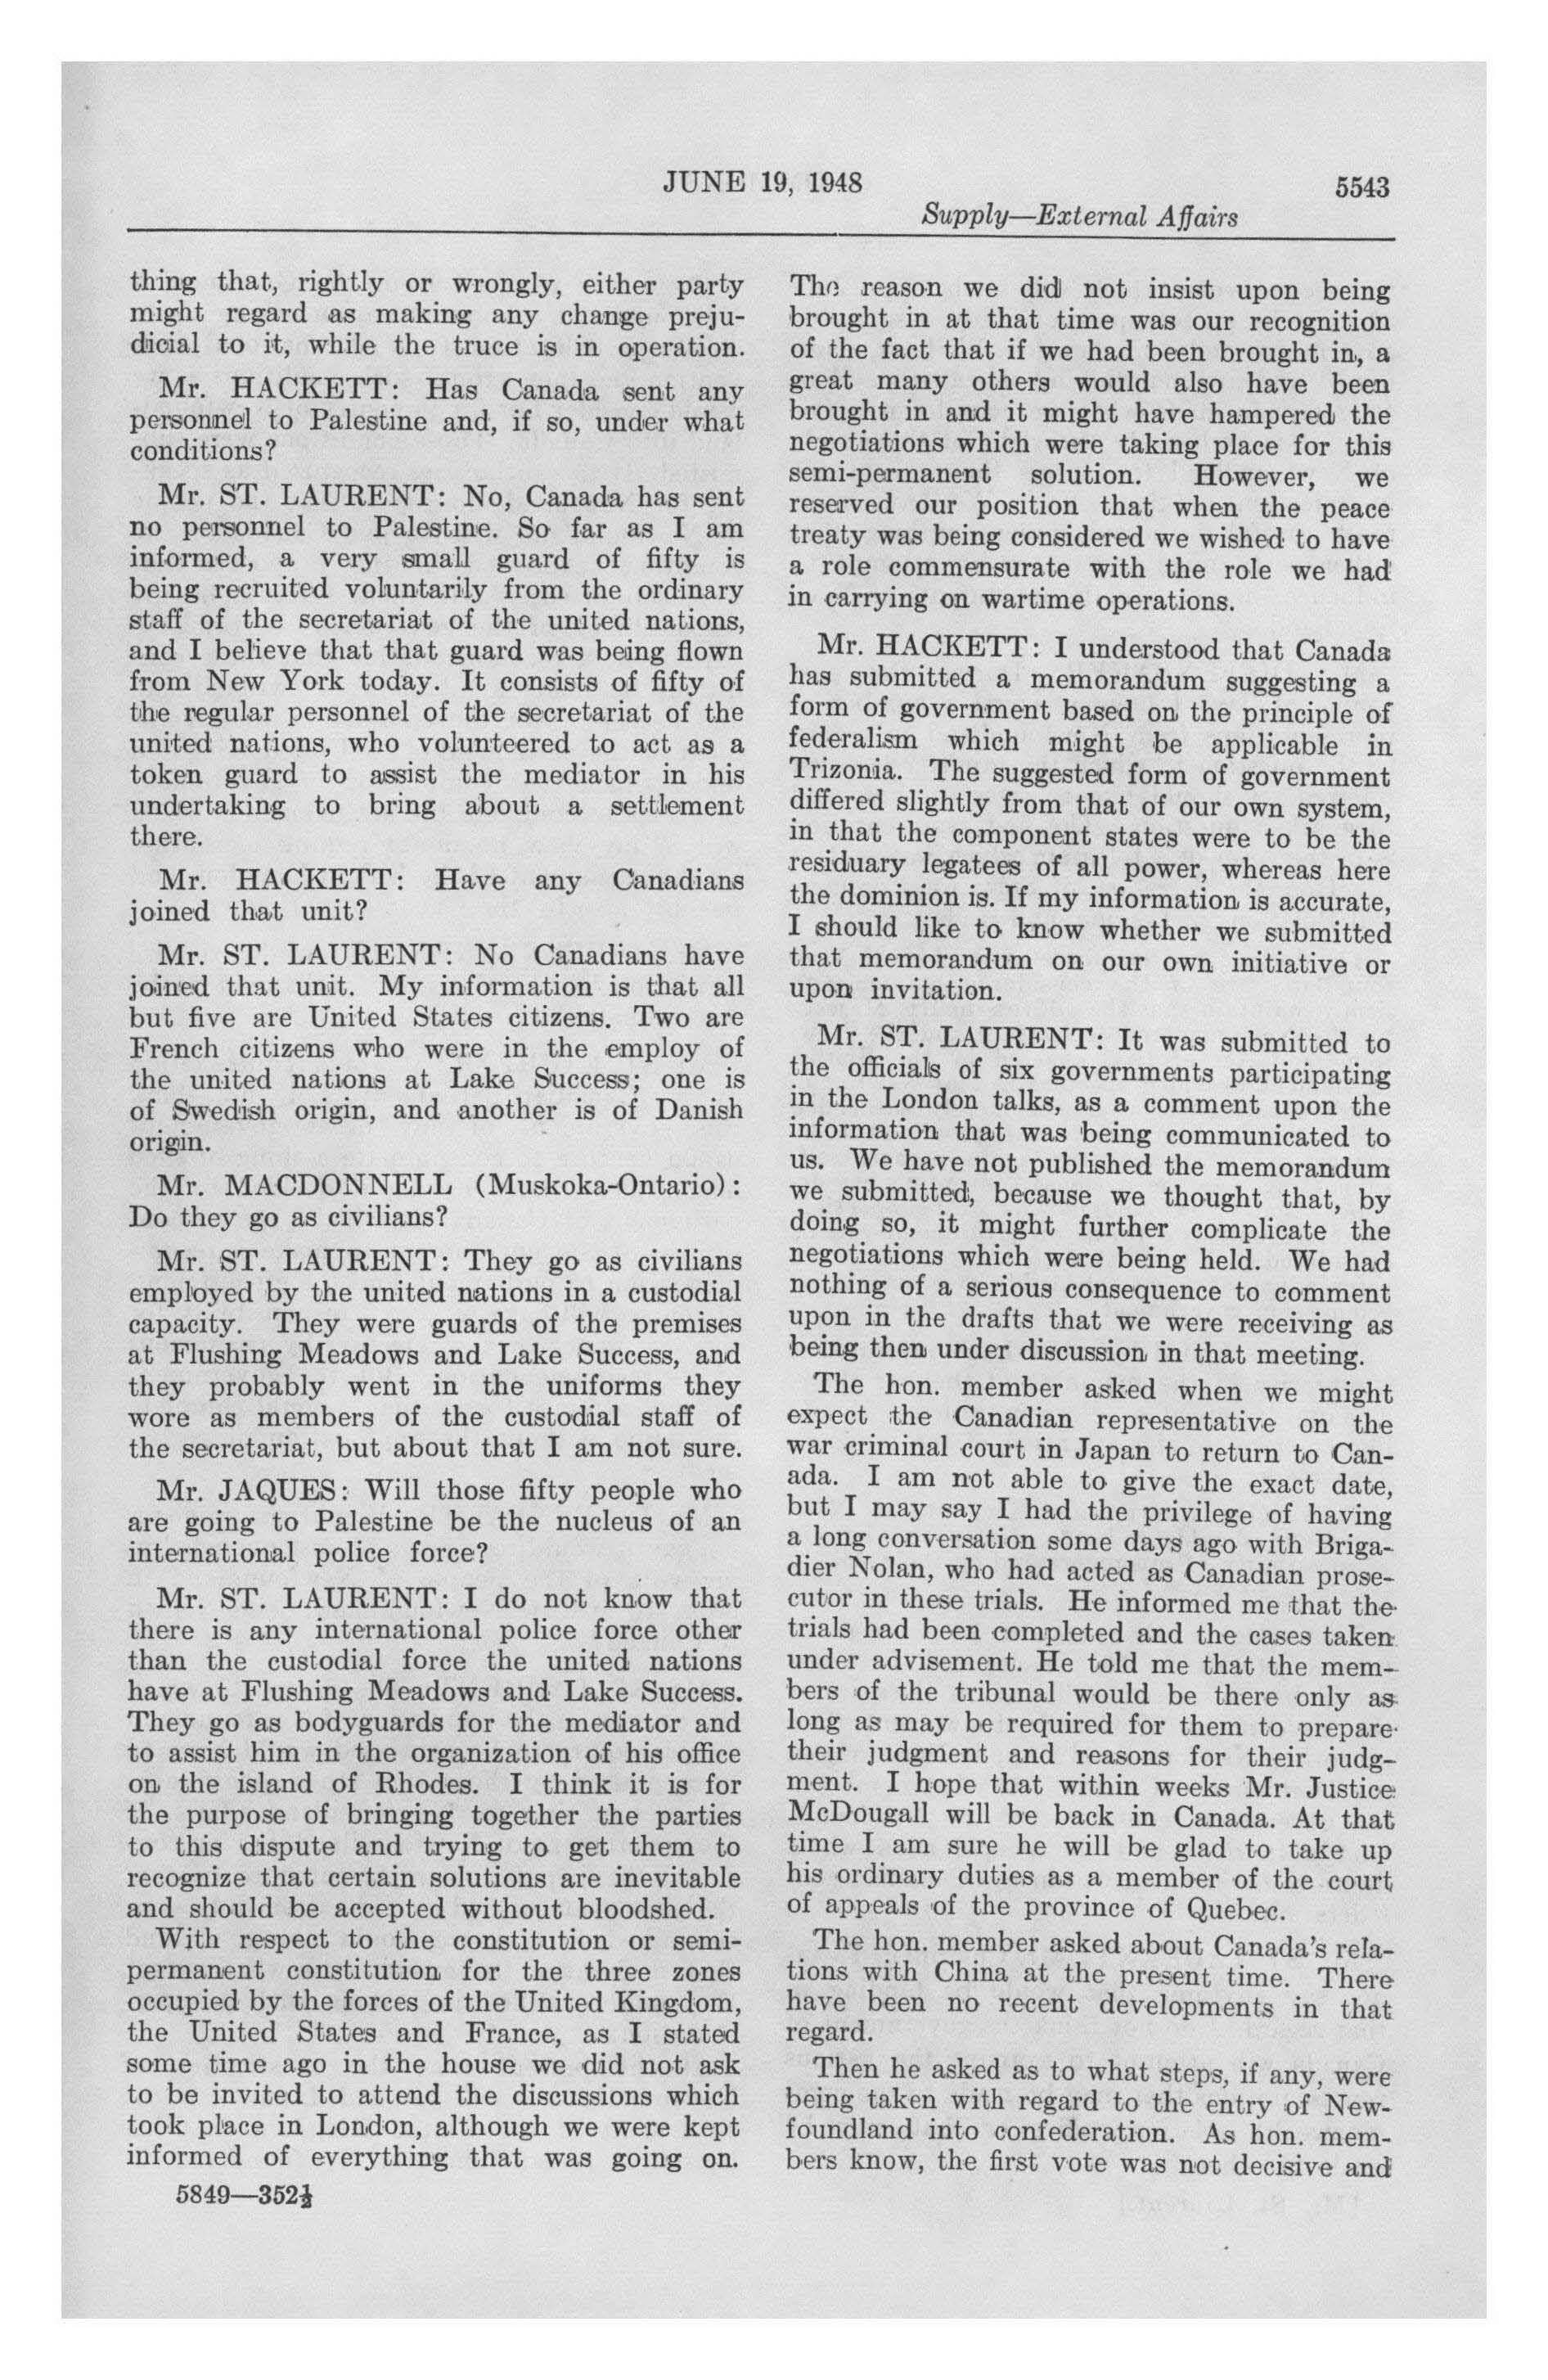 JUNE 19, 1948
5543
Supply—External Affairs
thing that, rightly or wrongly, either party
might regard as making any change preju-
dicial to it, while the truce is in operation.
Mr. HACKETT: Has Canada sent any
personnel to Palestine and, if so, under what
conditions?
Mr. ST. LAURENT: No, Canada has sent
no personnel to Palestine. So far as I am
informed, a very small guard of fifty is
being recruited voluntarily from the ordinary
staff of the secretariat of the united nations,
and I believe that that guard was being flown
from New York today. It consists of fifty of
the regular personnel of the secretariat of the
united nations, who volunteered to act as a
token guard to assist the mediator in his
undertaking to bring about a settlement
there.
Mr. HACKETT: Have any Canadians
joined that unit?
Mr. ST. LAURENT: No Canadians have
joined that unit. My information is that all
but five are United States citizens. Two are
French citizens who were in the employ of
the united nations at Lake Success; one is
of Swedish origin, and another is of Danish
origin.
Mr. MACDONNELL (Muskoka-Ontario):
Do they go as civilians?
Mr. ST. LAURENT: They go as civilians
employed by the united nations in a custodial
capacity. They were guards of the premises
at Flushing Meadows and Lake Success, and
they probably went in the uniforms they
wore as members of the custodial staff of
the secretariat, but about that I am not sure.
Mr. JAQUES: Will those fifty people who
are going to Palestine be the nucleus of an
international police force?
Mr. ST. LAURENT: I do not know that
there is any international police force other
than the custodial force the united nations
have at Flushing Meadows and Lake Success.
They go as bodyguards for the mediator and
to assist him in the organization of his office
on the island of Rhodes. I think it is for
the purpose of bringing together the parties
to this dispute and trying to get them to
recognize that certain solutions are inevitable
and should be accepted without bloodshed.
With respect to the constitution or semi-
permanent constitution for the three zones
occupied by the forces of the United Kingdom,
the United States and France, as I stated
some time ago in the house we did not ask
to be invited to attend the discussions which
took place in London, although we were kept
informed of everything that was going on.
5849—352½
The reason we did not insist upon being
brought in at that time was our recognition
of the fact that if we had been brought in, a
great many others would also have been
brought in and it might have hampered the
negotiations which were taking place for this
semi-permanent solution. However, we
reserved our position that when the peace
treaty was being considered we wished to have
a role commensurate with the role we had
in carrying on wartime operations.
Mr. HACKETT: I understood that Canada
has submitted a memorandum suggesting a
form of government based on the principle of
federalism which might be applicable in
Trizonia. The suggested form of government
differed slightly from that of our own system,
in that the component states were to be the
residuary legatees of all power, whereas here
the dominion is. If my information is accurate,
I should like to know whether we submitted
that memorandum on our own initiative or
upon invitation.
Mr. ST. LAURENT: It was submitted to
the officials of six governments participating
in the London talks, as a comment upon the
information that was being communicated to
us. We have not published the memorandum
we submitted, because we thought that, by
doing so, it might further complicate the
negotiations which were being held. We had
nothing of a serious consequence to comment
upon in the drafts that we were receiving as
being then under discussion in that meeting.
The hon. member asked when we might
expect the Canadian representative on the
war criminal court in Japan to return to Can-
ada. I am not able to give the exact date,
but I may say I had the privilege of having
a long conversation some days ago with Briga-
dier Nolan, who had acted as Canadian prose-
cutor in these trials. He informed me that the
trials had been completed and the cases taken
under advisement. He told me that the mem-
bers of the tribunal would be there only as
long as may be required for them to prepare
their judgment and reasons for their judg-
ment. I hope that within weeks Mr. Justice
McDougall will be back in Canada. At that
time I am sure he will be glad to take up
his ordinary duties as a member of the court
of appeals of the province of Quebec.
The hon. member asked about Canada's rela-
tions with China at the present time. There
have been no recent developments in that
regard.
Then he asked as to what steps, if any, were
being taken with regard to the entry of New-
foundland into confederation. As hon. mem-
bers know, the first vote was not decisive and